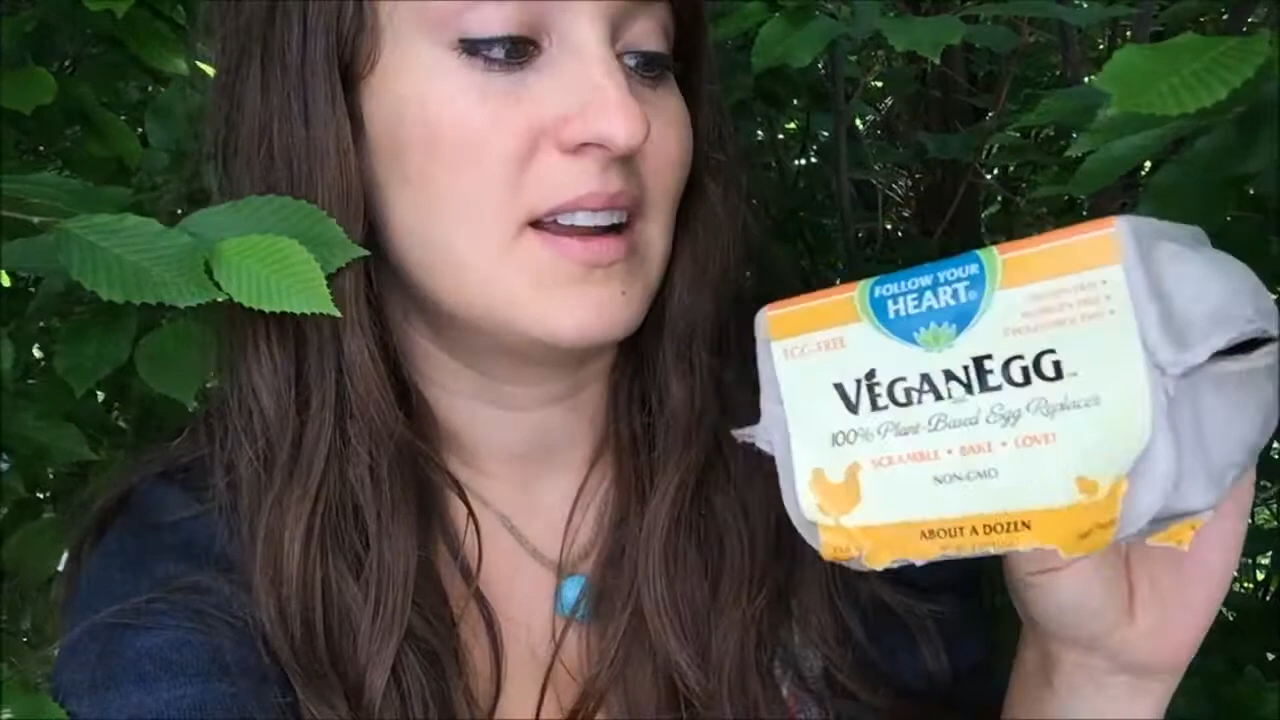 FOLLOW YOUR
HEART
EGG-FREE
VEGANEGG
100% Plant-Based Egg Replacer
SCRAMBLE • BAKE • LOVE!
NON-GMO
ABOUT A DOZEN